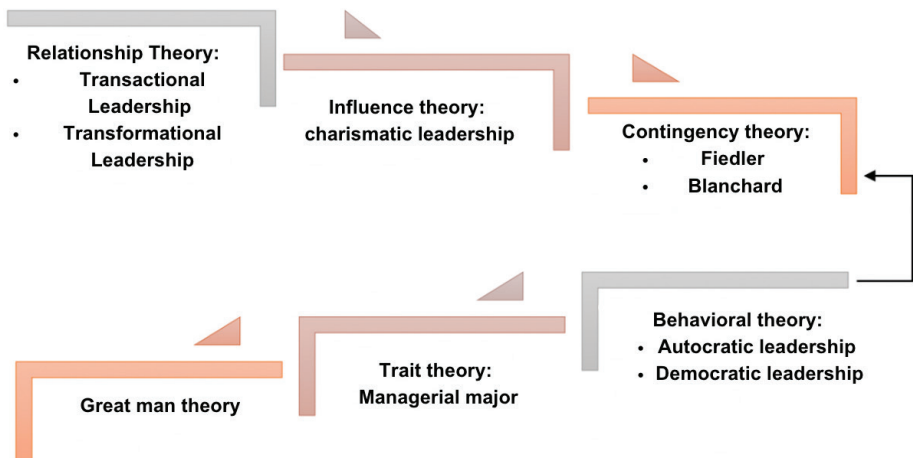 Relationship Theory:
• Transactional
Leadership
• Transformational
Leadership
Influence theory:
charismatic leadership
Contingency theory:
• Fiedler
• Blanchard
Great man theory
Trait theory:
Managerial major
Behavioral theory:
• Autocratic leadership
• Democratic leadership